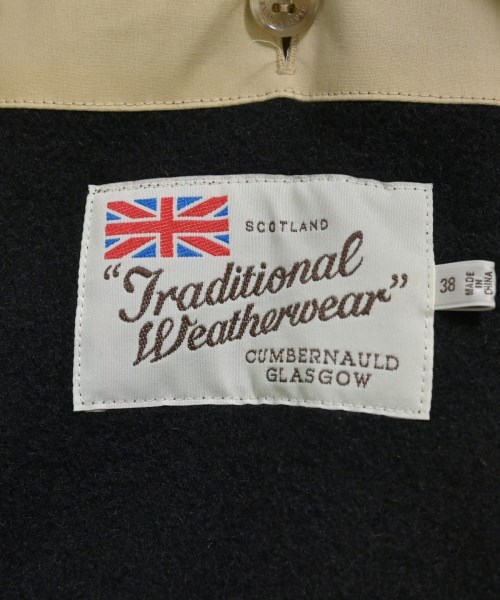 SCOTLAND
"Traditional
Weatherwear"
CUMBERNAULD
GLASGOW
38
MADE
IN
CHINA